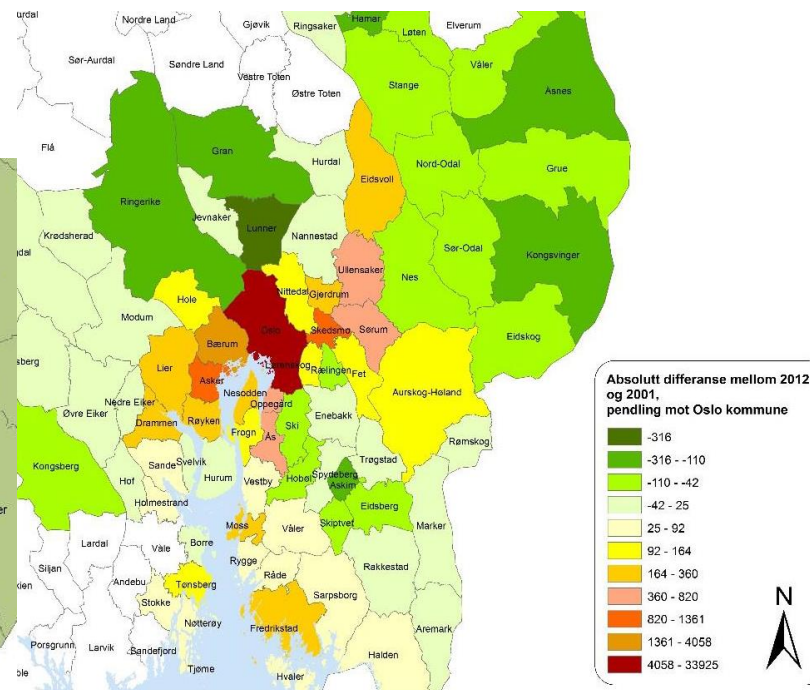 Nordre Land
Gjøvik
Ringsaker
Hamar
Løten
Elverum
Sør-Aurdal
Søndre Land
Vestre Toten
Østre Toten
Stange
Våler
Åsnes
Flå
Gran
Hurdal
Eidsvoll
Nord-Odal
Grue
Ringerike
Jevnaker
Lunner
Nannestad
Krødsherad
Sør-Odal
Kongsvinger
Ullensaker
Nes
Hole
Nittedal
Gjerdrum
Modum
Oslo
Skedsmo
Sørum
Eidskog
Bærum
Lier
Rælingen
Fet
Asker
Nesodden
Aurskog-Høland
Øvre Eiker
Nedre Eiker
Oppegård
Enebakk
Drammen
Røyken
Frogn
Ski
Rømskog
Ås
Kongsberg
Sande
Svelvik
Trøgstad
Hof
Hurum
Vestby
Hobøl
Spydeberg
Askim
Holmestrand
Eidsberg
Moss
Våler
Skiptvet
Marker
Lardal
Våle
Borre
Rygge
Rakkestad
Siljan
Andebu
Tønsberg
Råde
Stokke
Sarpsborg
Nøtterøy
Fredrikstad
Aremark
Porsgrunn
Larvik
Sandefjord
Tjøme
Halden
Hvaler
Absolutt differanse mellom 2012
og 2001,
pendling mot Oslo kommune
-316
-316 - -110
-110 - -42
-42 - 25
25 - 92
92 - 164
164 - 360
360 - 820
820 - 1361
1361 - 4058
4058 - 33925
N